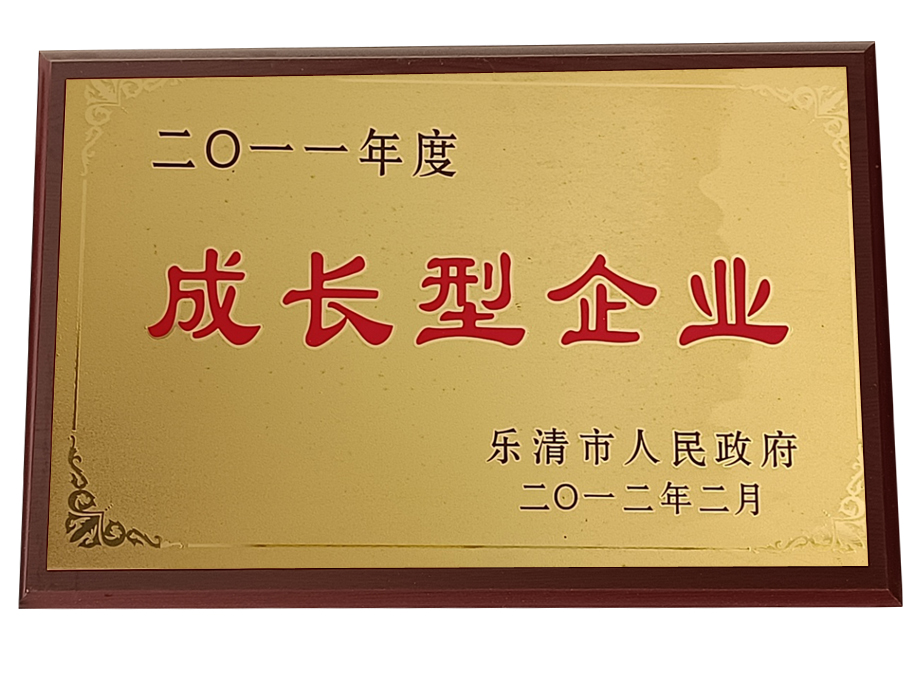 二〇一一年度
成长型企业
乐清市人民政府
二〇一二年二月